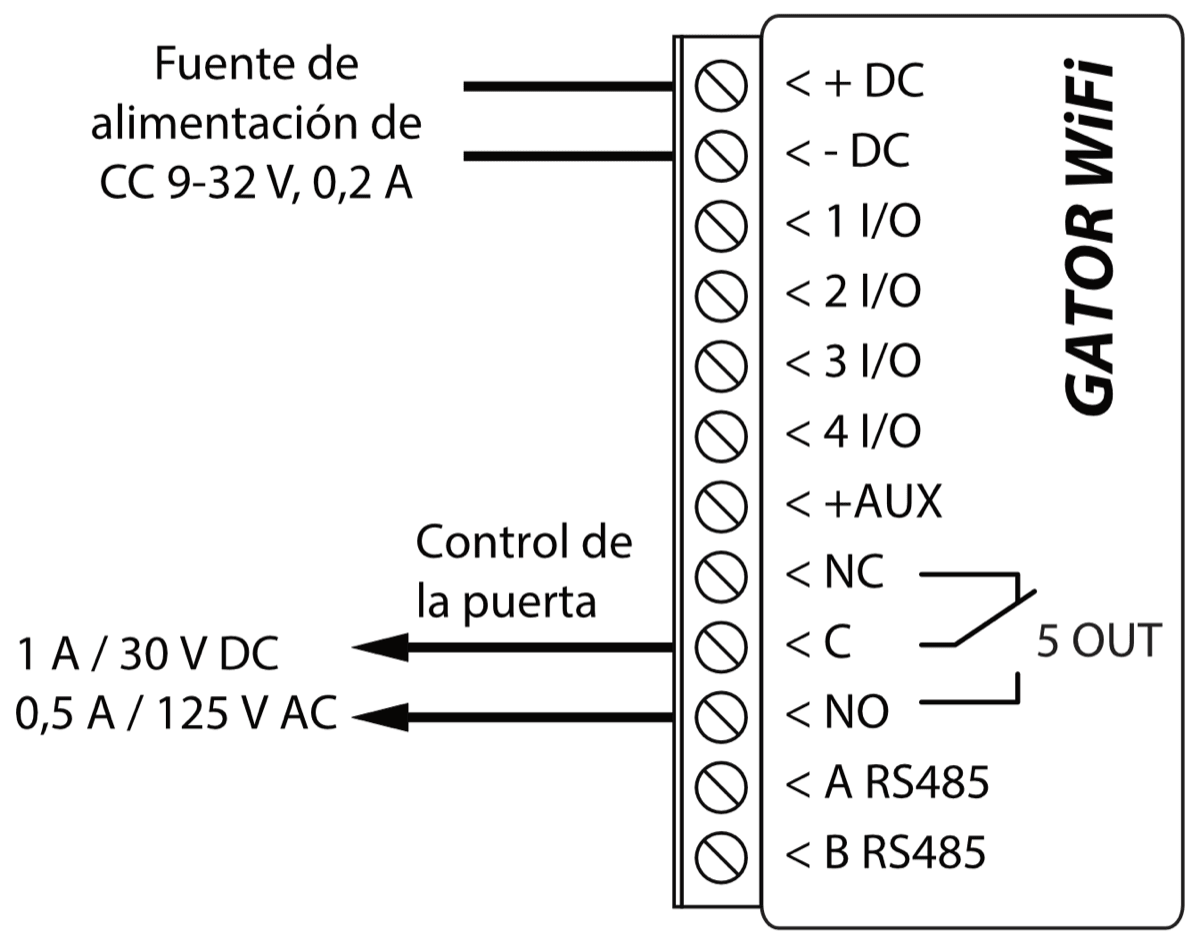 Fuente de
alimentación de
CC 9-32 V, 0,2 A
Control de
la puerta
1 A / 30 V DC
0,5 A / 125 V AC
< + DC
< - DC
< 1 I/O
< 2 I/O
< 3 I/O
< 4 I/O
< +AUX
< NC
< C
< NO
< A RS485
< B RS485
5 OUT
GATOR WiFi